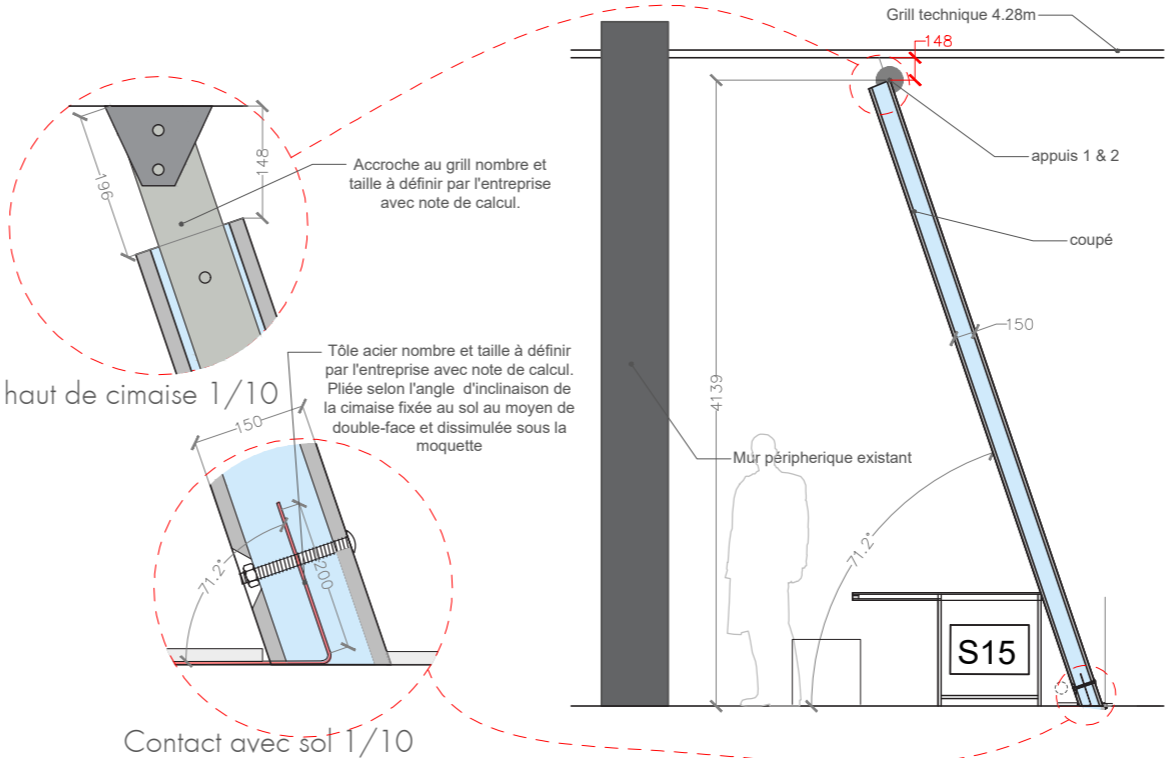 Grill technique 4.28m
148
196
148
Accroche au grill nombre et
taille à définir par l'entreprise
avec note de calcul.
appuis 1 & 2
coupé
haut de cimaise 1/10
Tôle acier nombre et taille à définir
par l'entreprise avec note de calcul.
Pliée selon l'angle d'inclinaison de
la cimaise fixée au sol au moyen de
double-face et dissimulée sous la
moquette
150
4139
150
Mur péripherique existant
71.2°
200
71.2°
S15
Contact avec sol 1/10